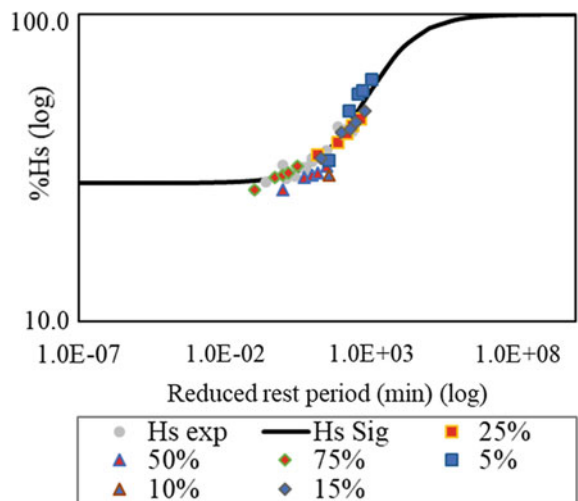 100.0
%Hs (log)
10.0
1.0E-07 1.0E-02 1.0E+03 1.0E+08
Reduced rest period (min) (log)
Hs exp Hs Sig 25%
50% 75% 5%
10% 15%